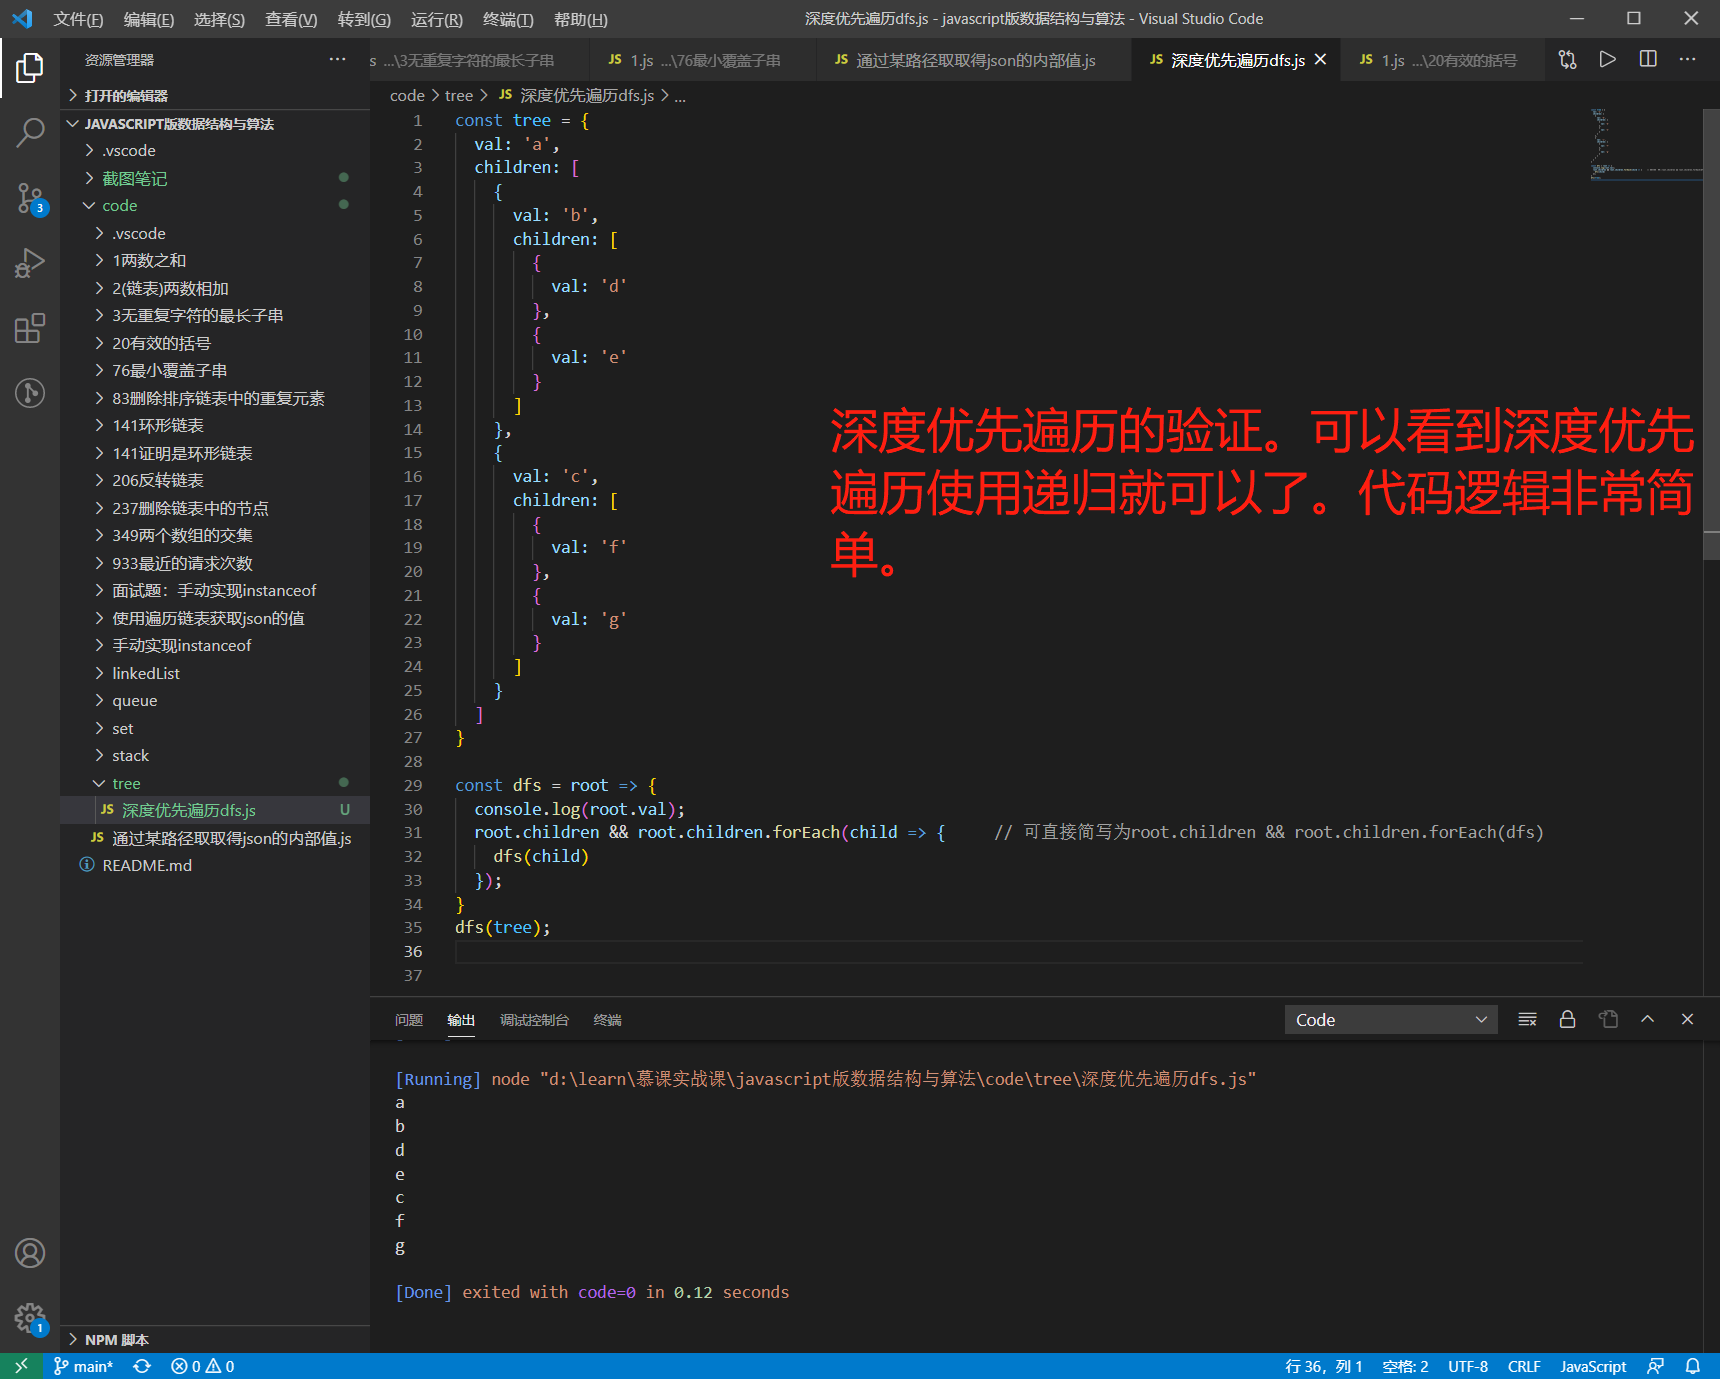 文件(F) 编辑(E) 选择(S) 查看(V) 转到(G) 运行(R) 终端(T) 帮助(H) 深度优先遍历dfs.js - javascript版数据结构与算法 - Visual Studio Code
资源管理器
s ...\3无重复字符的最长子串 JS 1.js ...\76最小覆盖子串 JS 通过某路径取取得json的内部值.js JS 深度优先遍历dfs.js JS 1.js ...\20有效的括号
code > tree > JS 深度优先遍历dfs.js > ...
打开的编辑器
JAVASCRIPT版数据结构与算法
.vscode
截图笔记
code
.vscode
1两数之和
2(链表)两数相加
3无重复字符的最长子串
20有效的括号
76最小覆盖子串
83删除排序链表中的重复元素
141环形链表
141证明是环形链表
206反转链表
237删除链表中的节点
349两个数组的交集
933最近的请求次数
面试题：手动实现instanceof
使用遍历链表获取json的值
手动实现instanceof
linkedList
queue
set
stack
tree
JS 深度优先遍历dfs.js U
JS 通过某路径取取得json的内部值.js
README.md
NPM 脚本
3
1
1 const tree = {
2 val: 'a',
3 children: [
4 {
5 val: 'b',
6 children: [
7 {
8 val: 'd'
9 },
10 {
11 val: 'e'
12 }
13 ]
14 },
15 {
16 val: 'c',
17 children: [
18 {
19 val: 'f'
20 },
21 {
22 val: 'g'
23 }
24 ]
25 }
26 ]
27 }
28
29 const dfs = root => {
30 console.log(root.val);
31 root.children && root.children.forEach(child => { // 可直接简写为root.children && root.children.forEach(dfs)
32 dfs(child)
33 });
34 }
35 dfs(tree);
36
37
深度优先遍历的验证。可以看到深度优先
遍历使用递归就可以了。代码逻辑非常简
单。
问题 输出 调试控制台 终端 Code
[Running] node "d:\learn\慕课实战课\javascript版数据结构与算法\code\tree\深度优先遍历dfs.js"
a
b
d
e
c
f
g
[Done] exited with code=0 in 0.12 seconds
main* 0 0 行 36，列 1 空格: 2 UTF-8 CRLF JavaScript